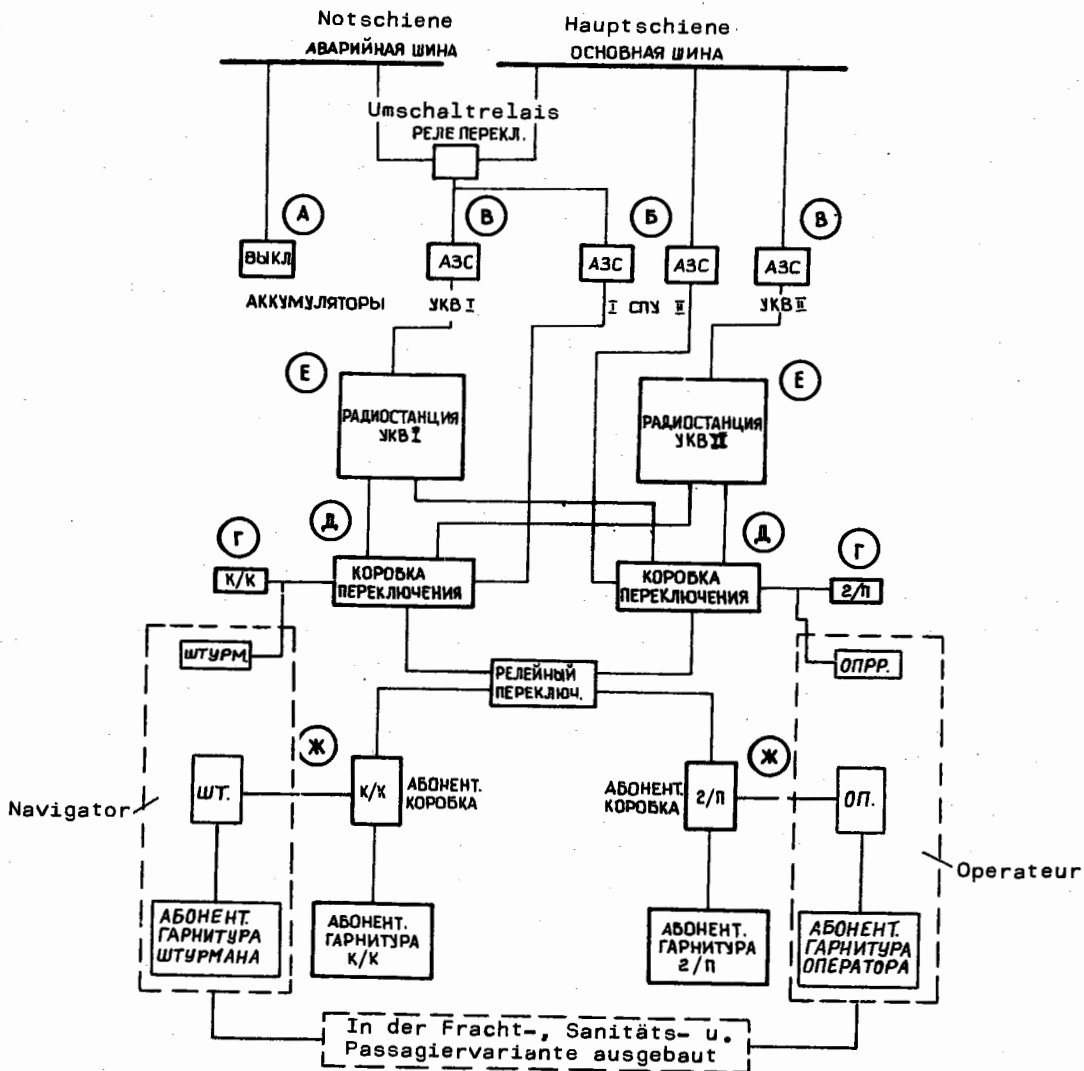 Notschiene
АВАРИЙНАЯ ШИНА
Hauptschiene
ОСНОВНАЯ ШИНА
Umschaltrelais
РЕЛЕ ПЕРЕКЛ.
А
В
Б
В
ВЫКЛ
АЗС
АЗС
АЗС
АЗС
АККУМУЛЯТОРЫ
УКВ I
I СПУ II
УКВ II
Е
Е
РАДИОСТАНЦИЯ
УКВ I
РАДИОСТАНЦИЯ
УКВ II
Д
Д
Г
Г
К/К
КОРОБКА
ПЕРЕКЛЮЧЕНИЯ
КОРОБКА
ПЕРЕКЛЮЧЕНИЯ
2/П
ШТУРМ.
РЕЛЕЙНЫЙ
ПЕРЕКЛЮЧ.
ОПРР.
Ж
Ж
ШТ.
К/К
АБОНЕНТ.
КОРОБКА
АБОНЕНТ.
КОРОБКА
2/П
ОП.
Navigator
Operateur
АБОНЕНТ.
ГАРНИТУРА
ШТУРМАНА
АБОНЕНТ.
ГАРНИТУРА
К/К
АБОНЕНТ.
ГАРНИТУРА
2/П
АБОНЕНТ.
ГАРНИТУРА
ОПЕРАТОРА
In der Fracht-, Sanitäts- u.
Passagiervariante ausgebaut